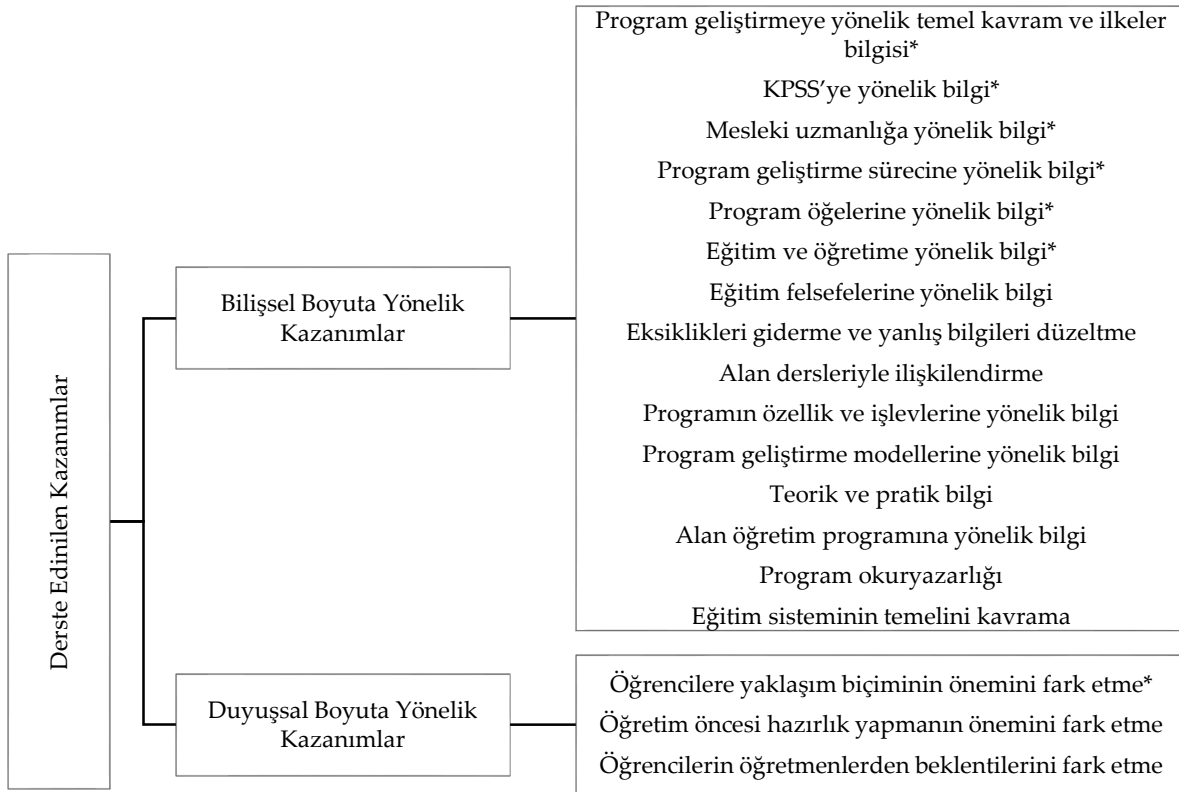 Derste Edinilen Kazanımlar
Bilişsel Boyuta Yönelik
Kazanımlar
Program geliştirmeye yönelik temel kavram ve ilkeler
bilgisi*
KPSS’ye yönelik bilgi*
Mesleki uzmanlığa yönelik bilgi*
Program geliştirme sürecine yönelik bilgi*
Program öğelerine yönelik bilgi*
Eğitim ve öğretime yönelik bilgi*
Eğitim felsefelerine yönelik bilgi
Eksiklikleri giderme ve yanlış bilgileri düzeltme
Alan dersleriyle ilişkilendirme
Programın özellik ve işlevlerine yönelik bilgi
Program geliştirme modellerine yönelik bilgi
Teorik ve pratik bilgi
Alan öğretim programına yönelik bilgi
Program okuryazarlığı
Eğitim sisteminin temelini kavrama
Duyuşsal Boyuta Yönelik
Kazanımlar
Öğrencilere yaklaşım biçiminin önemini fark etme*
Öğretim öncesi hazırlık yapmanın önemini fark etme
Öğrencilerin öğretmenlerden beklentilerini fark etme